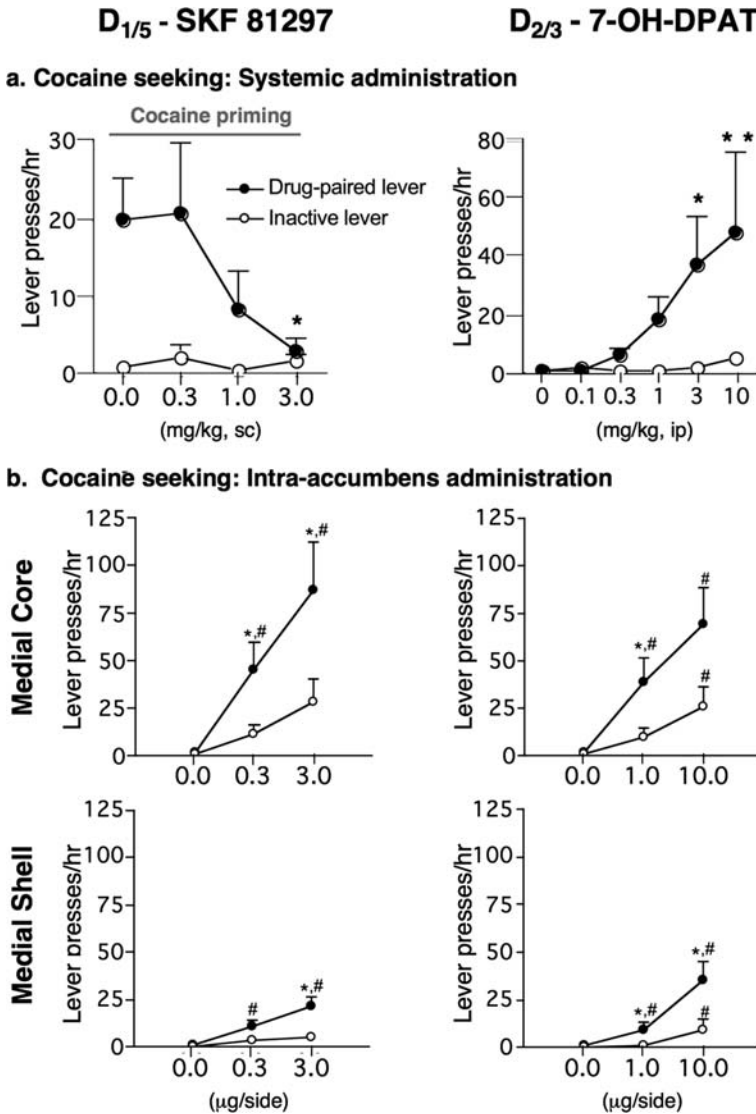 D1/5 - SKF 81297
D2/3 - 7-OH-DPAT
a. Cocaine seeking: Systemic administration
Cocaine priming
Lever presses/hr
30
20
10
0
Drug-paired lever
Inactive lever
*
0.0 0.3 1.0 3.0
(mg/kg, sc)
Lever presses/hr
80
60
40
20
0
*
* *
0 0.1 0.3 1 3 10
(mg/kg, ip)
b. Cocaine seeking: Intra-accumbens administration
Medial Core
Lever presses/hr
125
100
75
50
25
0
*,#
*,#
0.0 0.3 3.0
Lever presses/hr
125
100
75
50
25
0
*,#
#
#
0.0 1.0 10.0
Medial Shell
Lever presses/hr
125
100
75
50
25
0
#
*,#
0.0 0.3 3.0
(µg/side)
Lever presses/hr
125
100
75
50
25
0
*,#
*,#
#
0.0 1.0 10.0
(µg/side)